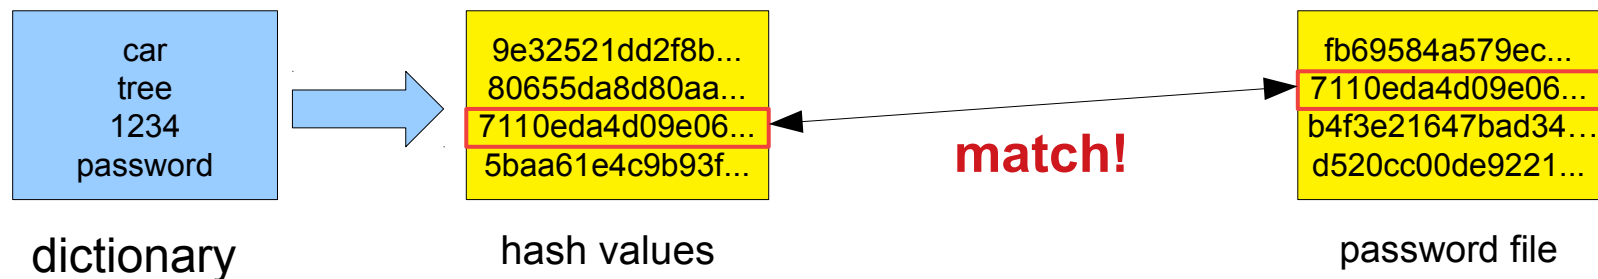 car
tree
1234
password
dictionary
9e32521dd2f8b...
80655da8d80aa...
7110eda4d09e06...
5baa61e4c9b93f...
hash values
match!
fb69584a579ec...
7110eda4d09e06...
b4f3e21647bad34...
d520cc00de9221...
password file